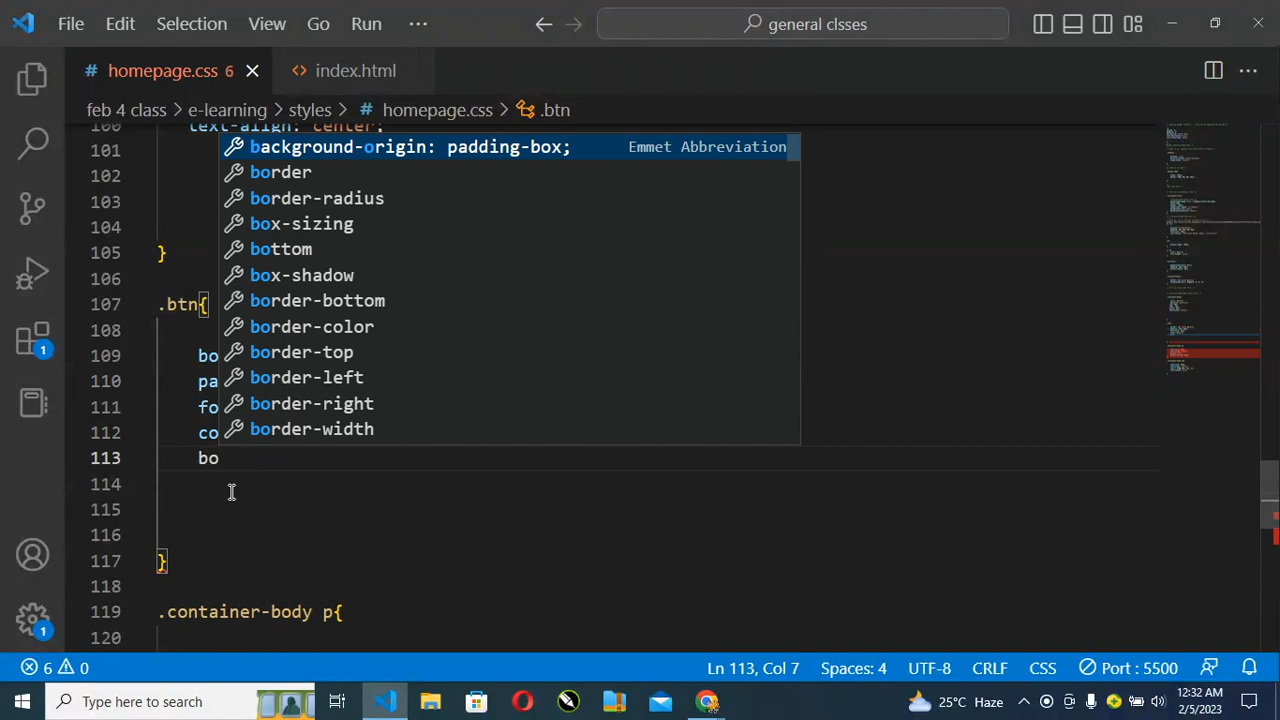 File Edit Selection View Go Run ··· general clsses
homepage.css 6 index.html
feb 4 class > e-learning > styles > # homepage.css > .btn
100 text-align: center;
101 background-origin: padding-box; Emmet Abbreviation
102 border
103 border-radius
104 box-sizing
105 } bottom
106 box-shadow
107 .btn{ border-bottom
108 border-color
109 bo border-top
110 pa border-left
111 fo border-right
112 co border-width
113 bo
114
115
116
117 }
118
119 .container-body p{
120
1
1
6 0 Ln 113, Col 7 Spaces: 4 UTF-8 CRLF CSS Port : 5500
Type here to search 25°C Haze 12:32 AM
2/5/2023